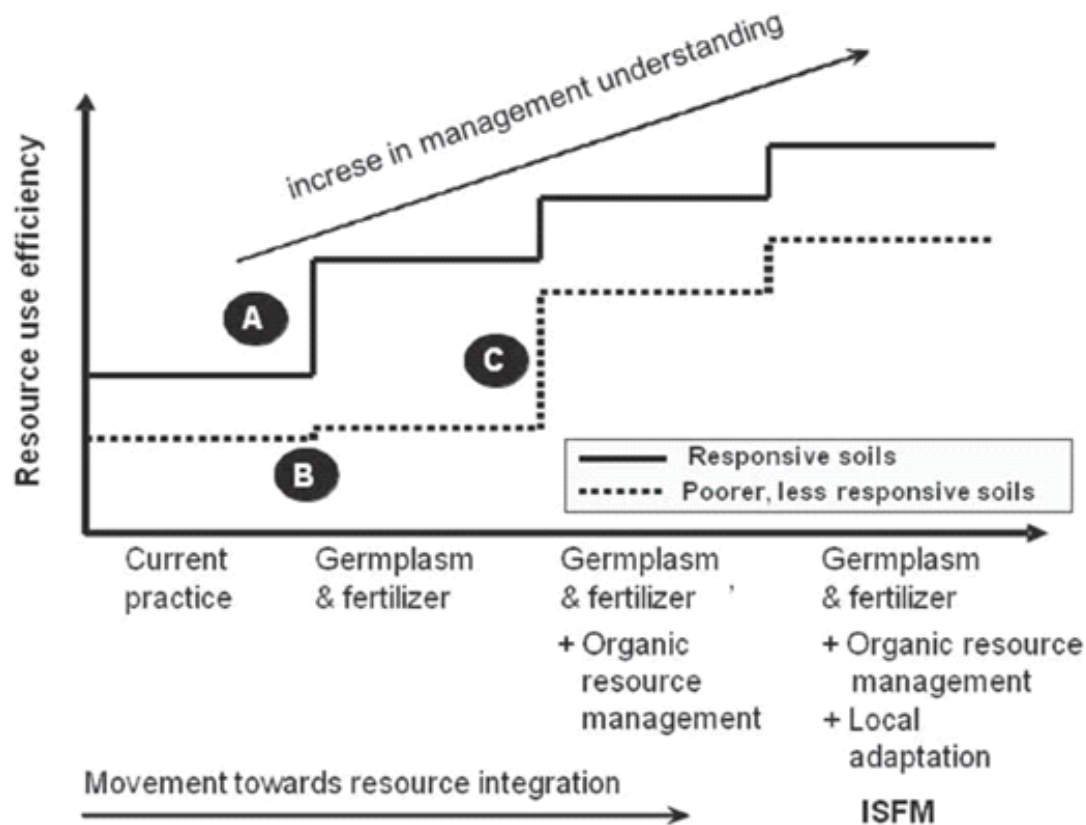 increse in management understanding
Resource use efficiency
A
C
B
Responsive soils
Poorer, less responsive soils
Current
practice
Germplasm
& fertilizer
Germplasm
& fertilizer ’
+ Organic
resource
management
Germplasm
& fertilizer
+ Organic resource
management
+ Local
adaptation
Movement towards resource integration
ISFM